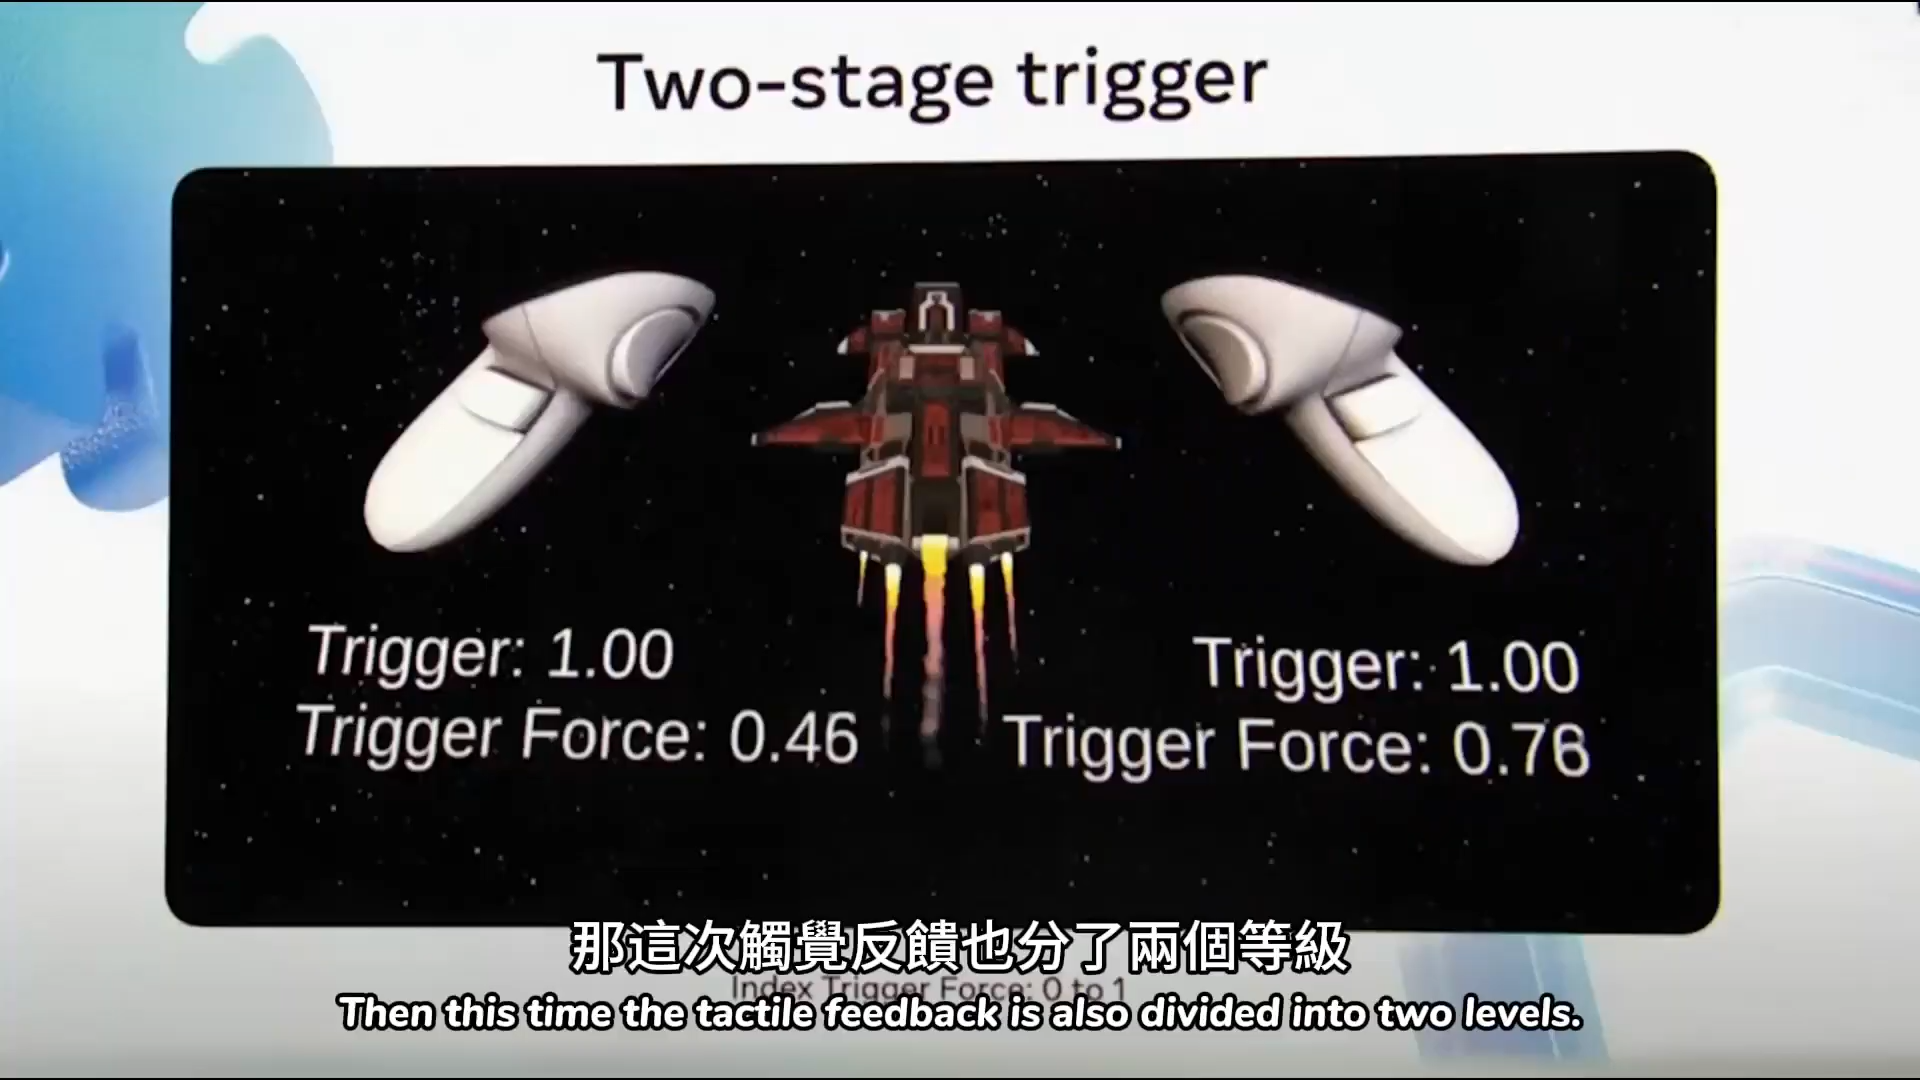 Two-stage trigger
Trigger: 1.00
Trigger Force: 0.46
Trigger: 1.00
Trigger Force: 0.76
那這次觸覺反饋也分了兩個等級
Index Trigger Force: 0 to 1
Then this time the tactile feedback is also divided into two levels.